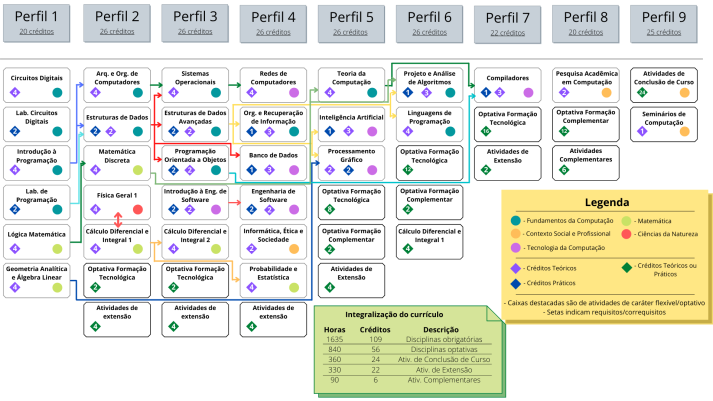 Perfil 1
20 créditos
Perfil 2
26 créditos
Perfil 3
26 créditos
Perfil 4
26 créditos
Perfil 5
26 créditos
Perfil 6
26 créditos
Perfil 7
22 créditos
Perfil 8
20 créditos
Perfil 9
25 créditos
Circuitos Digitais
4
Lab. Circuitos
Digitais
2
Introdução à
Programação
4
Lab. de
Programação
2
Lógica Matemática
4
Geometria Analítica
e Álgebra Linear
4
Arq. e Org. de
Computadores
4
Estruturas de Dados
2 2
Matemática
Discreta
4
Física Geral 1
4
Cálculo Diferencial e
Integral 1
4
Optativa Formação
Tecnológica
2
Atividades de
extensão
4
Sistemas
Operacionais
4
Estruturas de Dados
Avançadas
2 2
Programação
Orientada a Objetos
2 2
Introdução à Eng. de
Software
4
Cálculo Diferencial e
Integral 2
4
Optativa Formação
Tecnológica
2
Atividades de
extensão
4
Redes de
Computadores
4
Org. e Recuperação
de Informação
1 3
Banco de Dados
1 3
Engenharia de
Software
2 2
Informática, Ética e
Sociedade
2
Probabilidade e
Estatística
4
Atividades de
extensão
4
Teoria da
Computação
4
Inteligência Artificial
1 3
Processamento
Gráfico
2 2
Optativa Formação
Tecnológica
8
Optativa Formação
Complementar
2
Atividades de
Extensão
4
Projeto e Análise
de Algoritmos
1 3
Linguagens de
Programação
4
Optativa Formação
Tecnológica
Optativa Formação
Complementar
2
Cálculo Diferencial e
Integral 1
4
Compiladores
1 3
Optativa Formação
Tecnológica
16
Atividades de
Extensão
2
Pesquisa Acadêmica
em Computação
2
Optativa Formação
Complementar
12
Atividades
Complementares
6
Atividades de
Conclusão de Curso
24
Seminários de
Computação
1
Legenda
- Fundamentos da Computação
- Matemática
- Contexto Social e Profissional
- Ciências da Natureza
- Tecnologia da Computação
- Créditos Teóricos
- Créditos Teóricos ou
Práticos
- Créditos Práticos
- Caixas destacadas são de atividades de caráter flexível/optativo
- Setas indicam requisitos/correquisitos
Integralização do currículo
Horas Créditos Descrição
1635 109 Disciplinas obrigatórias
840 56 Disciplinas optativas
360 24 Ativ. de Conclusão de Curso
330 22 Ativ. de Extensão
90 6 Ativ. Complementares